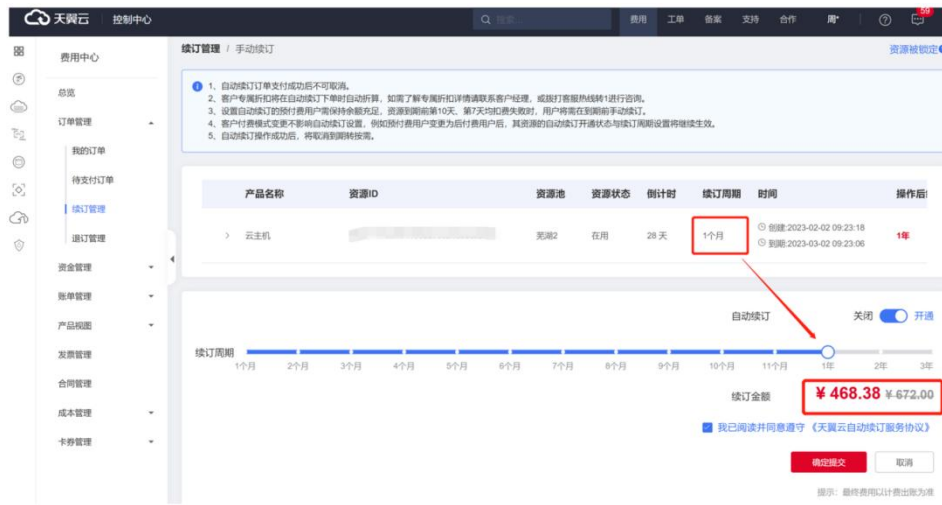 天翼云 控制中心 搜索... 费用 工单 备案 支持 合作 周* 59
费用中心
总览
订单管理
我的订单
待支付订单
续订管理
退订管理
资金管理
账单管理
产品视图
发票管理
合同管理
成本管理
卡券管理
续订管理 / 手动续订 资源被锁定
1、自动续订订单支付成功后不可取消。
2、客户专属折扣将在自动续订下单时自动折算，如需了解专属折扣详情请联系客户经理，或拨打客服热线转1进行咨询。
3、设置自动续订的预付费用户需保持余额充足，资源到期前第10天、第7天均扣费失败时，用户将需在到期前手动续订。
4、客户付费模式变更不影响自动续订设置，例如预付费用户变更为后付费用户后，其资源的自动续订开通状态与续订周期设置将继续生效。
5、自动续订操作成功后，将取消到期转按需。
产品名称 资源ID 资源池 资源状态 倒计时 续订周期 时间 操作后
云主机 芜湖2 在用 28 天 1个月 创建:2023-02-02 09:23:18 1年
到期:2023-03-02 09:23:06
自动续订 关闭 开通
续订周期
1个月 2个月 3个月 4个月 5个月 6个月 7个月 8个月 9个月 10个月 11个月 1年 2年 3年
续订金额 ¥ 468.38 ¥ 672.00
我已阅读并同意遵守 《天翼云自动续订服务协议》
确定提交 取消
提示：最终费用以计费出账为准